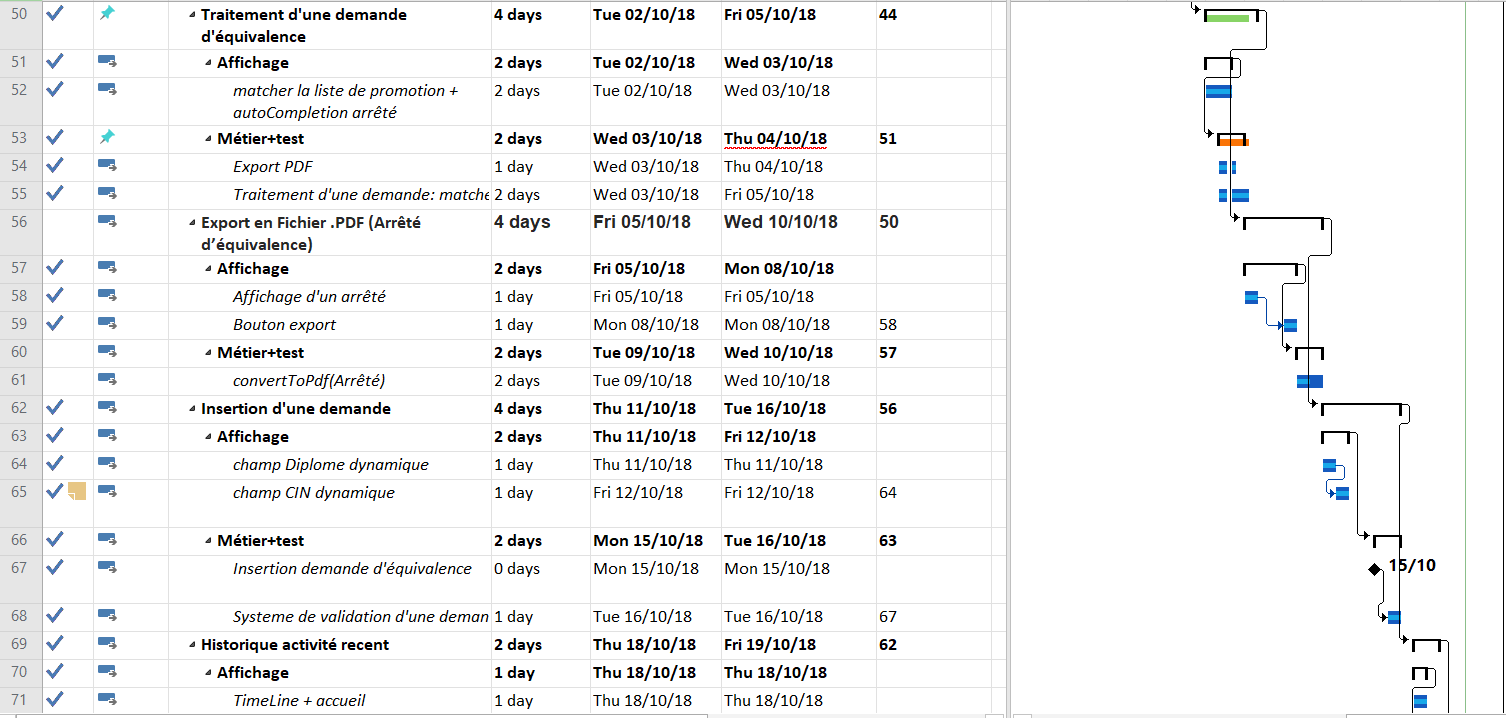 50 Traitement d'une demande 4 days Tue 02/10/18 Fri 05/10/18 44
d'équivalence
51 Affichage 2 days Tue 02/10/18 Wed 03/10/18
52 matcher la liste de promotion + 2 days Tue 02/10/18 Wed 03/10/18
autoCompletion arrêté
53 Métier+test 2 days Wed 03/10/18 Thu 04/10/18 51
54 Export PDF 1 day Wed 03/10/18 Thu 04/10/18
55 Traitement d'une demande: matche 2 days Wed 03/10/18 Fri 05/10/18
56 Export en Fichier .PDF (Arrêté 4 days Fri 05/10/18 Wed 10/10/18 50
d’équivalence)
57 Affichage 2 days Fri 05/10/18 Mon 08/10/18
58 Affichage d'un arrêté 1 day Fri 05/10/18 Fri 05/10/18
59 Bouton export 1 day Mon 08/10/18 Mon 08/10/18 58
60 Métier+test 2 days Tue 09/10/18 Wed 10/10/18 57
61 convertToPdf(Arrêté) 2 days Tue 09/10/18 Wed 10/10/18
62 Insertion d'une demande 4 days Thu 11/10/18 Tue 16/10/18 56
63 Affichage 2 days Thu 11/10/18 Fri 12/10/18
64 champ Diplome dynamique 1 day Thu 11/10/18 Thu 11/10/18
65 champ CIN dynamique 1 day Fri 12/10/18 Fri 12/10/18 64
66 Métier+test 2 days Mon 15/10/18 Tue 16/10/18 63
67 Insertion demande d'équivalence 0 days Mon 15/10/18 Mon 15/10/18 15/10
68 Systeme de validation d'une deman 1 day Tue 16/10/18 Tue 16/10/18 67
69 Historique activité recent 2 days Thu 18/10/18 Fri 19/10/18 62
70 Affichage 1 day Thu 18/10/18 Thu 18/10/18
71 TimeLine + accueil 1 day Thu 18/10/18 Thu 18/10/18